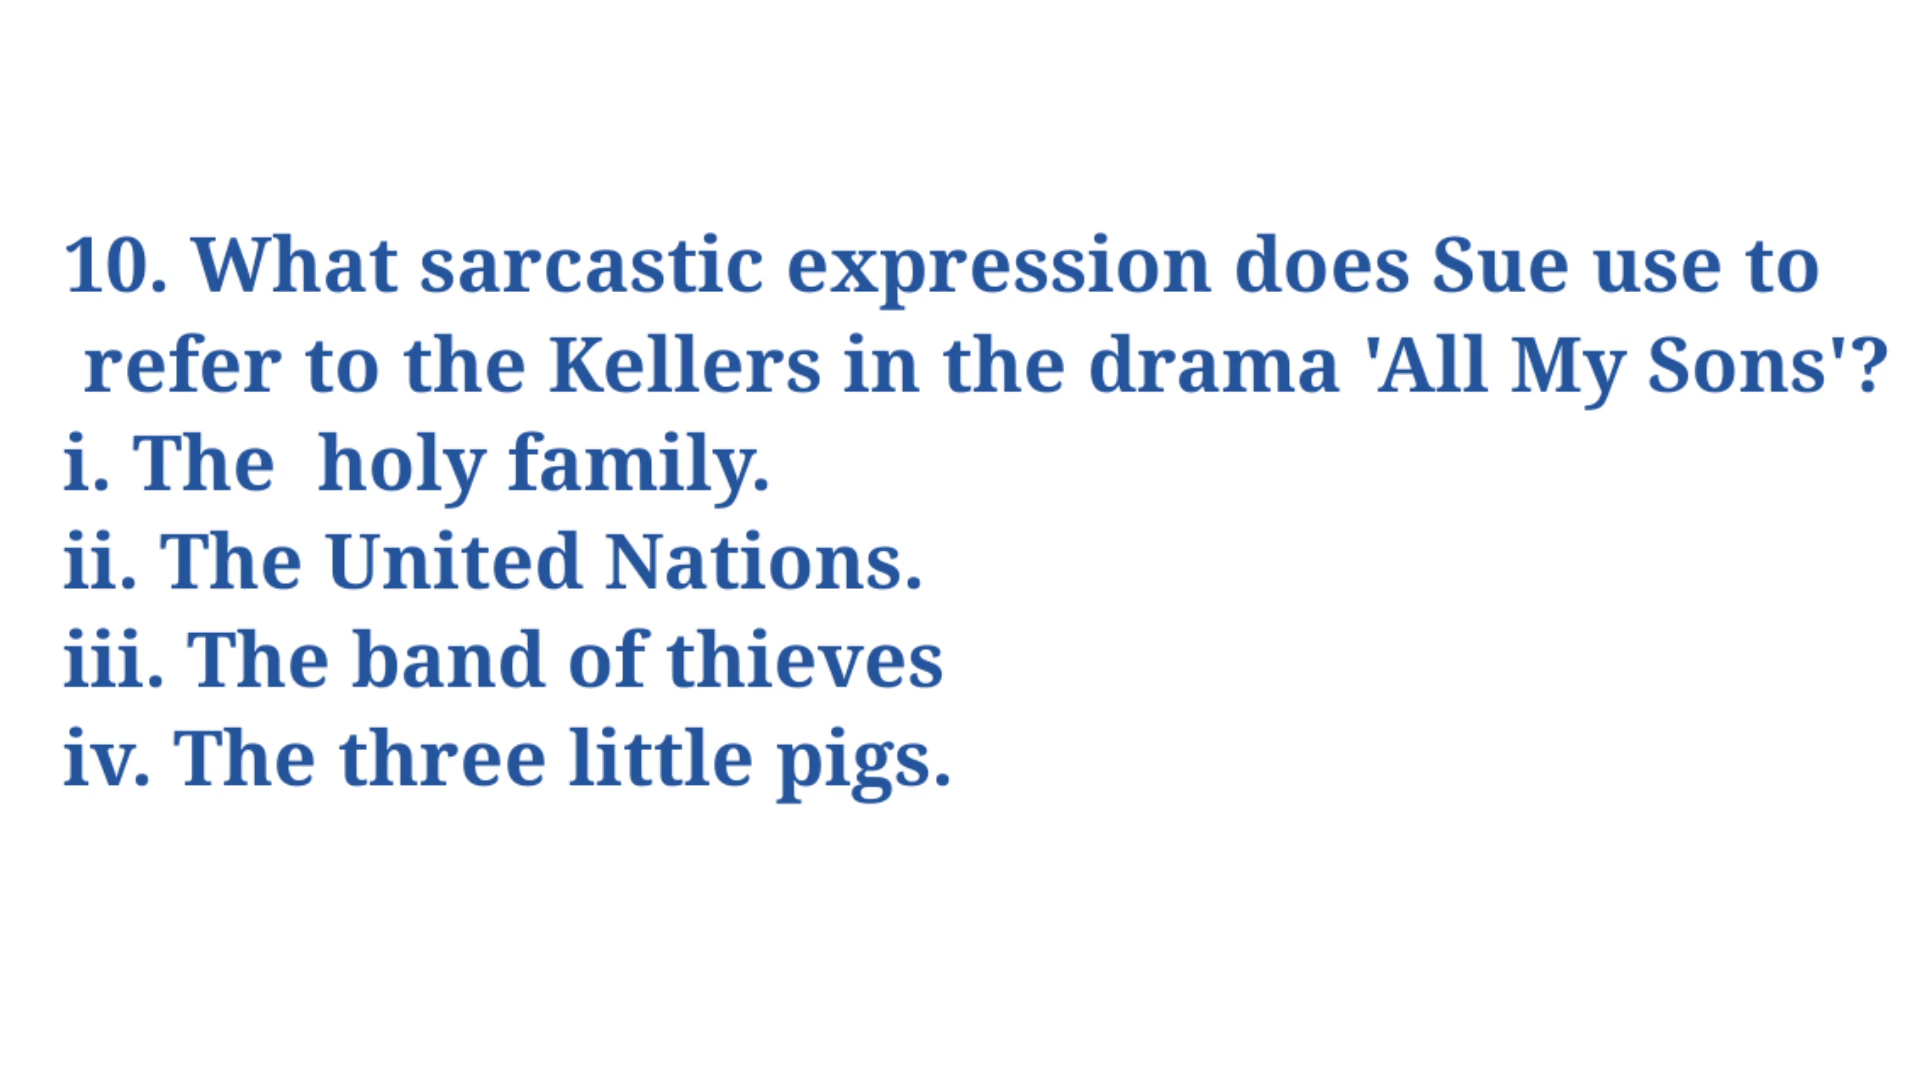 10. What sarcastic expression does Sue use to
refer to the Kellers in the drama 'All My Sons'?
i. The holy family.
ii. The United Nations.
iii. The band of thieves
iv. The three little pigs.